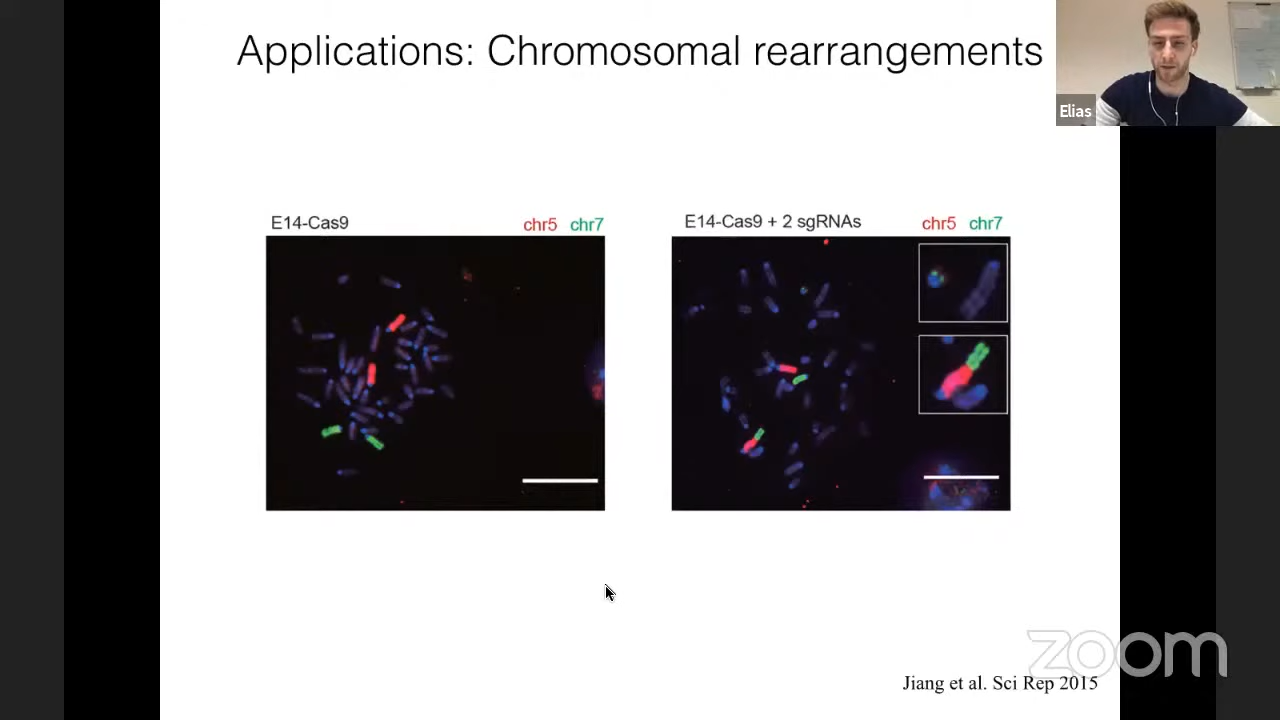 Applications: Chromosomal rearrangements
Elias
E14-Cas9 chr5 chr7
E14-Cas9 + 2 sgRNAs chr5 chr7
zoom
Jiang et al. Sci Rep 2015